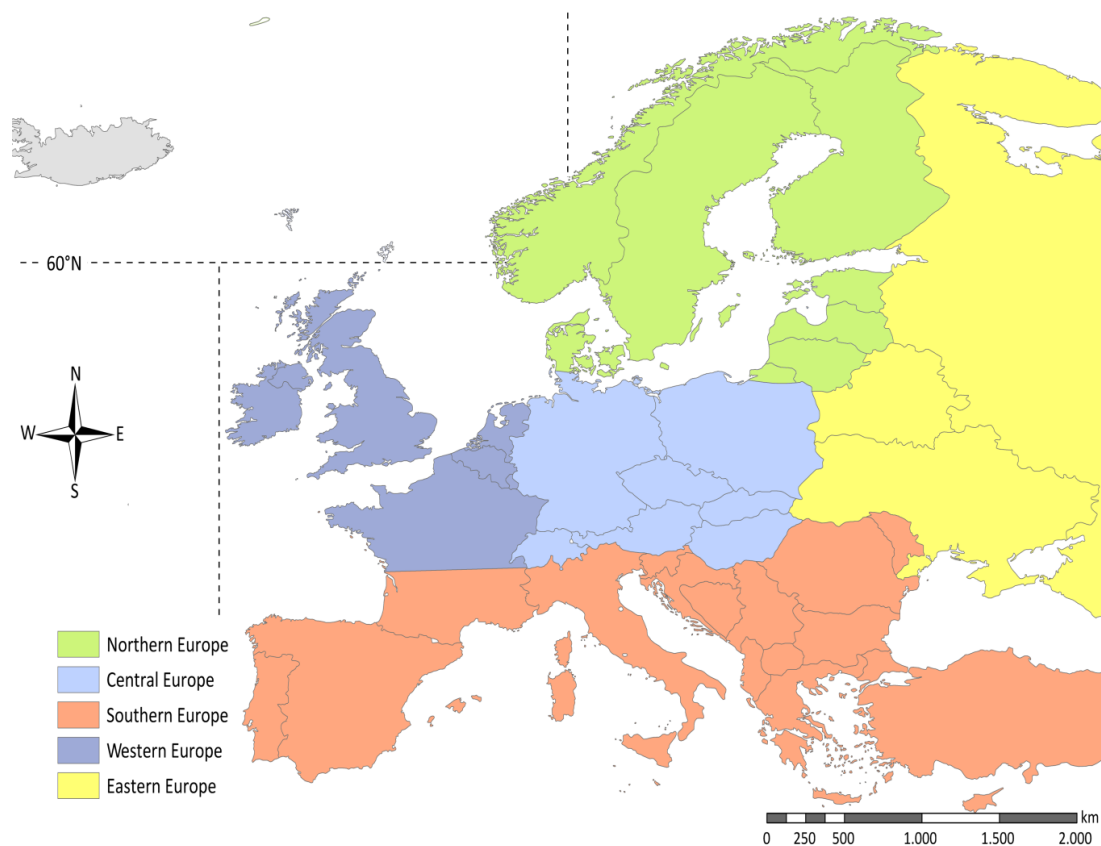 60°N
N
W
E
S
Northern Europe
Central Europe
Southern Europe
Western Europe
Eastern Europe
km
0 250 500 1.000 1.500 2.000